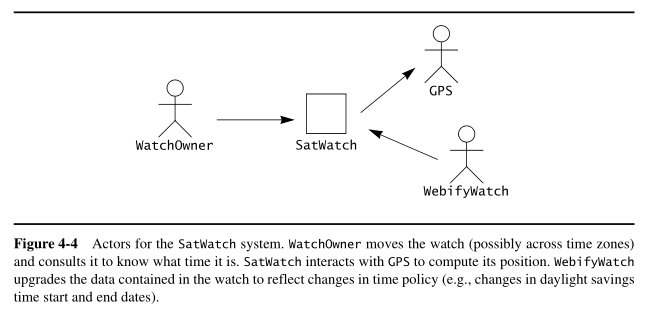 GPS
WatchOwner
SatWatch
WebifyWatch
Figure 4-4 Actors for the SatWatch system. WatchOwner moves the watch (possibly across time zones)
and consults it to know what time it is. SatWatch interacts with GPS to compute its position. WebifyWatch
upgrades the data contained in the watch to reflect changes in time policy (e.g., changes in daylight savings
time start and end dates).